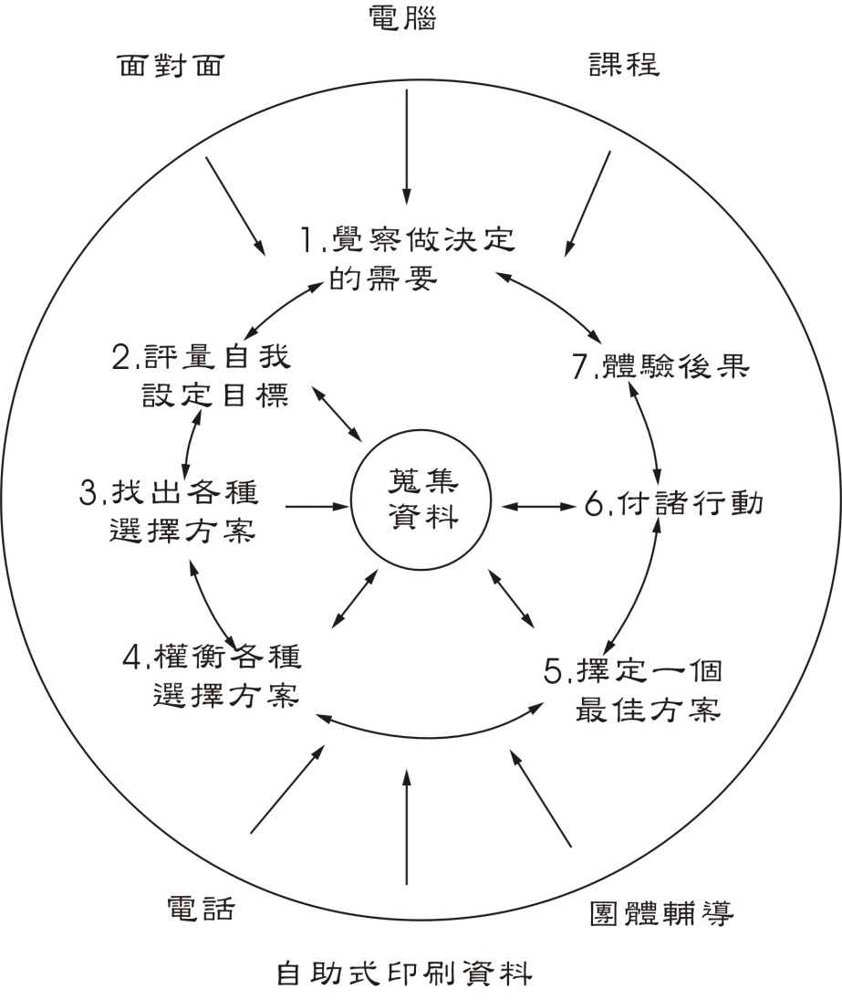 電腦
面對面
課程
1.覺察做決定
的需要
2.評量自我
設定目標
7.體驗後果
3.找出各種
選擇方案
蒐集
資料
6.付諸行動
4.權衡各種
選擇方案
5.擇定一個
最佳方案
電話
團體輔導
自助式印刷資料